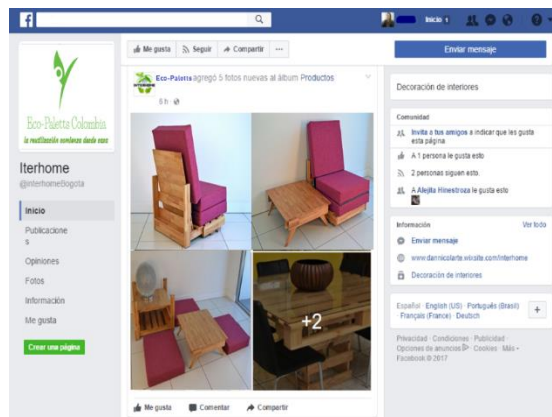 Inicio 1
Me gusta
Seguir
Compartir
Enviar mensaje
Eco-Paletts Colombia
la reutilización comienza desde casa
Iterhome
@interhomeBogota
Inicio
Publicacione
s
Opiniones
Fotos
Información
Me gusta
Crear una página
Eco-Paletts agregó 5 fotos nuevas al álbum Productos
6 h
+2
Me gusta
Comentar
Compartir
Decoración de interiores
Comunidad
Invita a tus amigos a indicar que les gusta
esta página
A 1 persona le gusta esto
2 personas siguen esto.
A Alejita Hinestroza le gusta esto
Información
Ver todo
Enviar mensaje
www.dannicolarte.wixsite.com/interhome
Decoración de interiores
Español · English (US) · Português (Brasil)
· Français (France) · Deutsch
Privacidad · Condiciones · Publicidad ·
Opciones de anuncios · Cookies · Más
Facebook © 2017